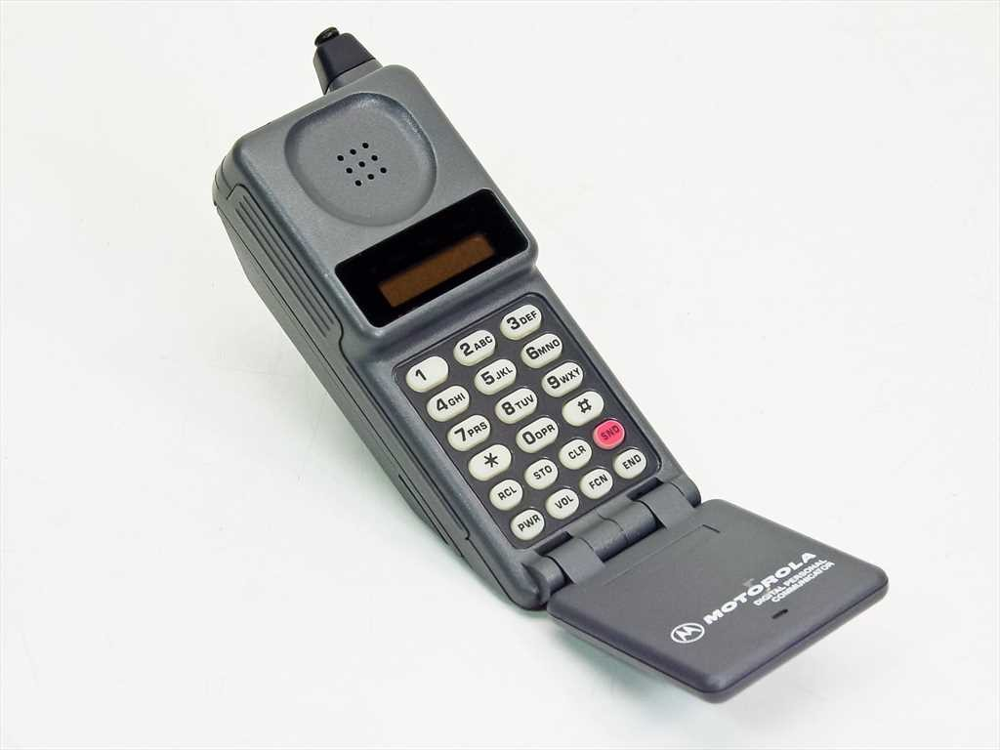 1 2ABC 3DEF
4GHI 5JKL 6MNO
7PRS 8TUV 9WXY
* 0OPR #
RCL STO CLR SND
PWR VOL FCN END
MOTOROLA
DIGITAL PERSONAL
COMMUNICATOR